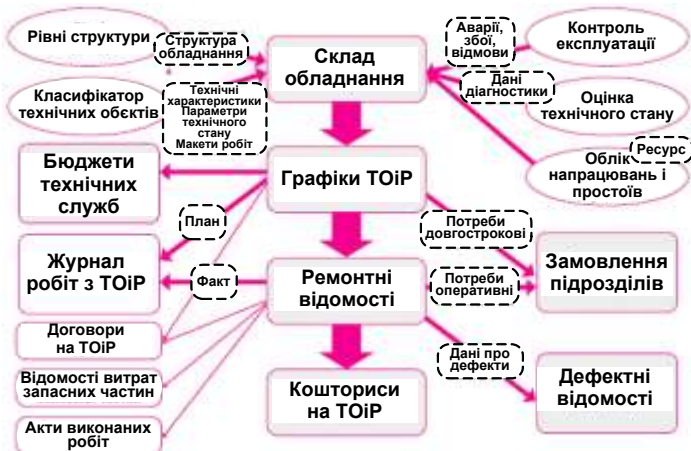 Рівні структури
Структура
обладнання
Склад
обладнання
Аварії,
збої,
відмови
Контроль
експлуатації
Класифікатор
технічних обєктів
Технічні
характеристики
Параметри
технічного
стану
Макети робіт
Дані
діагностики
Оцінка
технічного стану
Ресурс
Облік
напрацювань і
простоїв
Бюджети
технічних
служб
Графіки ТОіР
План
Потреби
довгострокові
Журнал
робіт з ТОіР
Факт
Ремонтні
відомості
Потреби
оперативні
Замовлення
підрозділів
Договори
на ТОіР
Відомості витрат
запасних частин
Акти виконаних
робіт
Кошториси
на ТОіР
Дані про
дефекти
Дефектні
відомості